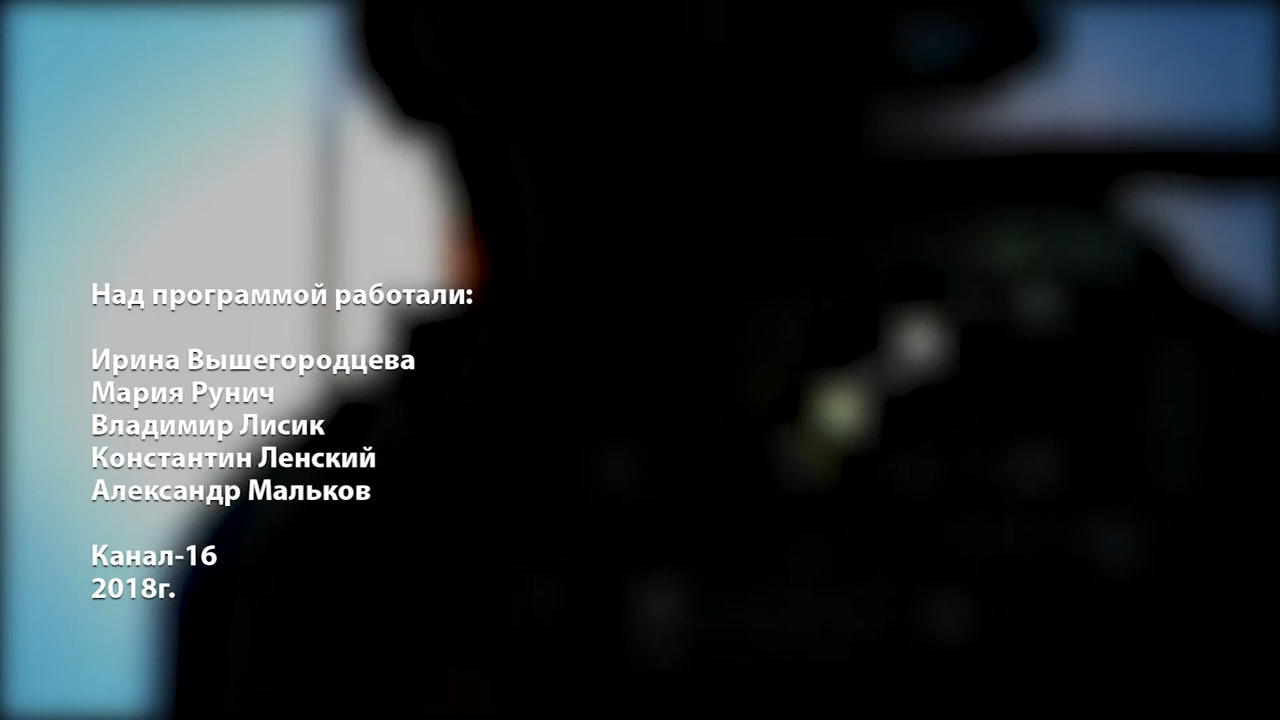 Над программой работали:
Ирина Вышегородцева
Мария Рунич
Владимир Лисик
Константин Ленский
Александр Мальков
Канал-16
2018г.